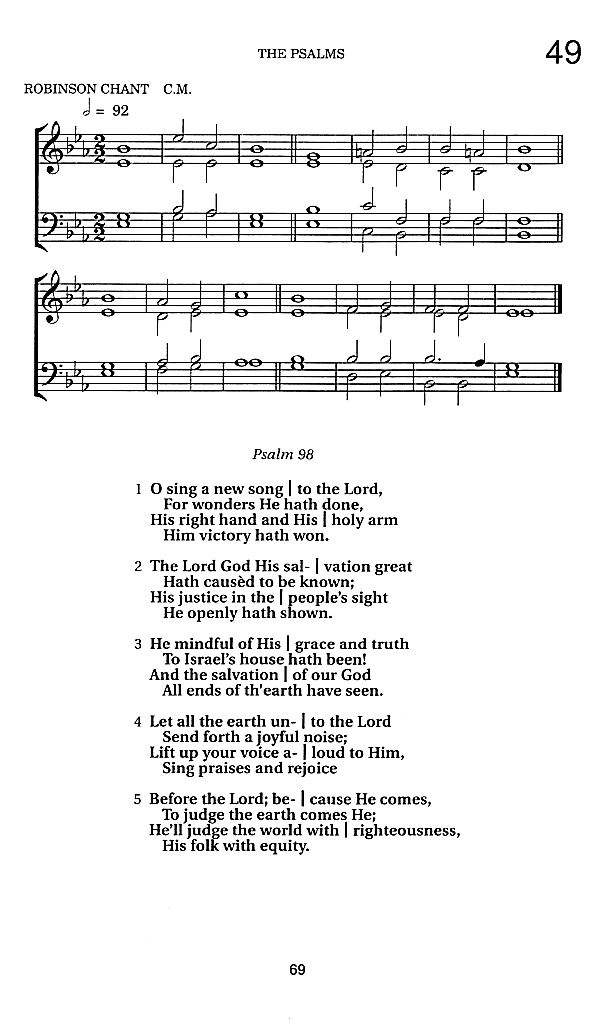 THE PSALMS
49
ROBINSON CHANT C.M.
𝅗𝅥 = 92
Psalm 98
1 O sing a new song | to the Lord,
For wonders He hath done,
His right hand and His | holy arm
Him victory hath won.
2 The Lord God His sal- | vation great
Hath causèd to be known;
His justice in the | people's sight
He openly hath shown.
3 He mindful of His | grace and truth
To Israel's house hath been!
And the salvation | of our God
All ends of th'earth have seen.
4 Let all the earth un- | to the Lord
Send forth a joyful noise;
Lift up your voice a- | loud to Him,
Sing praises and rejoice
5 Before the Lord; be- | cause He comes,
To judge the earth comes He;
He'll judge the world with | righteousness,
His folk with equity.
69